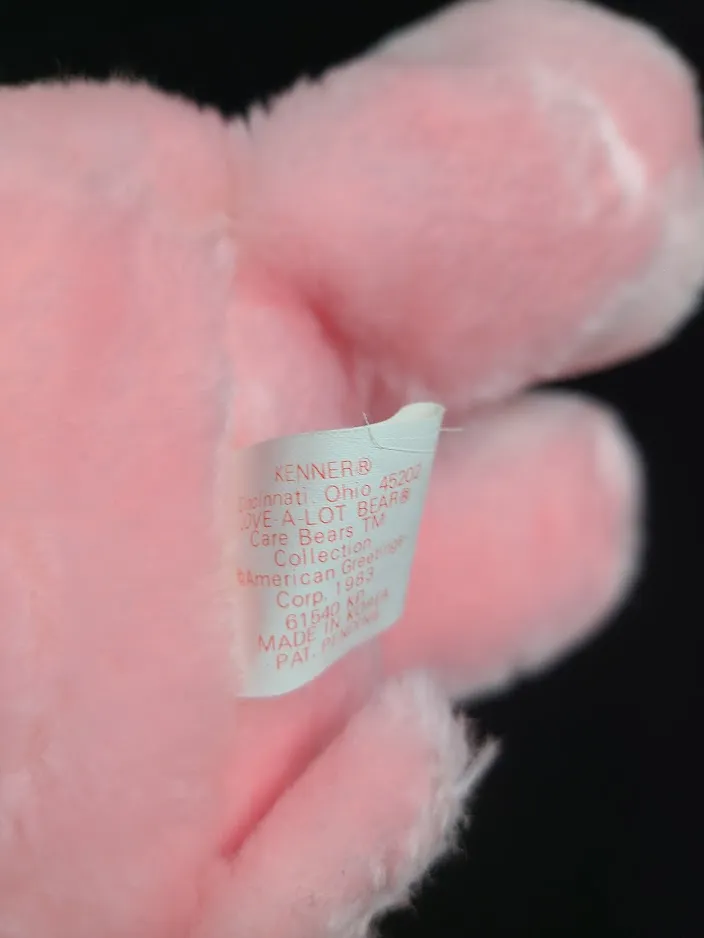 KENNER®
Cincinnati, Ohio 45202
LOVE-A-LOT BEAR®
Care Bears TM
Collection
©American Greetings
Corp. 1983
61540 KP
MADE IN KOREA
PAT. PENDING